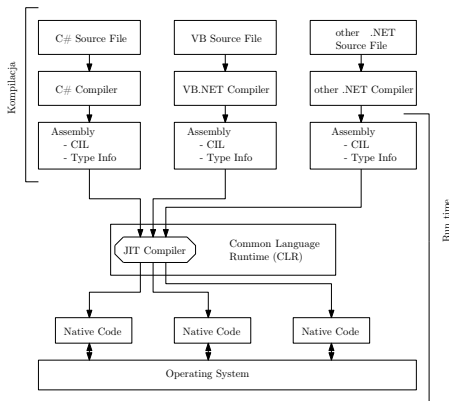 C# Source File
VB Source File
other .NET
Source File
Kompilacja
C# Compiler
VB.NET Compiler
other .NET Compiler
Assembly
- CIL
- Type Info
Assembly
- CIL
- Type Info
Assembly
- CIL
- Type Info
Run time
JIT Compiler
Common Language
Runtime (CLR)
Native Code
Native Code
Native Code
Operating System